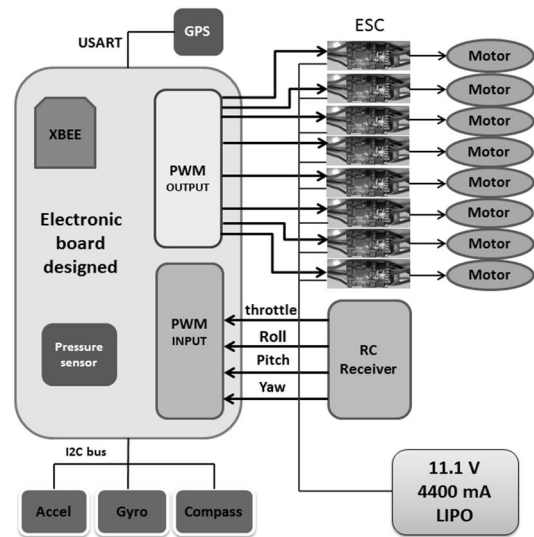 ESC
GPS
USART
Motor
Motor
Motor
Motor
Motor
Motor
Motor
Motor
XBEE
PWM
OUTPUT
Electronic
board
designed
Pressure
sensor
PWM
INPUT
throttle
Roll
Pitch
Yaw
RC
Receiver
I2C bus
Accel
Gyro
Compass
11.1 V
4400 mA
LIPO